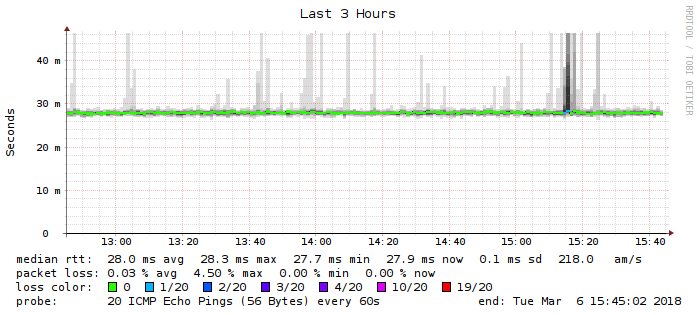 Last 3 Hours
RRDTOOL / TOBI OETIKER
Seconds
40 m
30 m
20 m
10 m
0
13:00 13:20 13:40 14:00 14:20 14:40 15:00 15:20 15:40
median rtt: 28.0 ms avg 28.3 ms max 27.7 ms min 27.9 ms now 0.1 ms sd 218.0 am/s
packet loss: 0.03 % avg 4.50 % max 0.00 % min 0.00 % now
loss color: 0 1/20 2/20 3/20 4/20 10/20 19/20
probe: 20 ICMP Echo Pings (56 Bytes) every 60s end: Tue Mar 6 15:45:02 2018